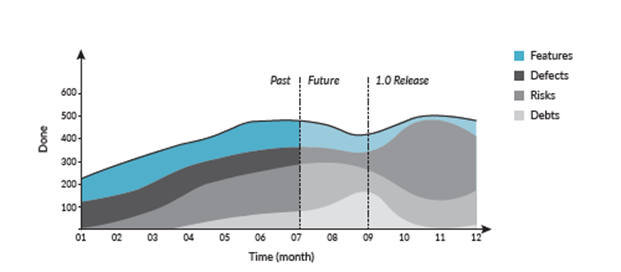 Past
Future
1.0 Release
Features
Defects
Risks
Debts
Done
600
500
400
300
200
100
01 02 03 04 05 06 07 08 09 10 11 12
Time (month)